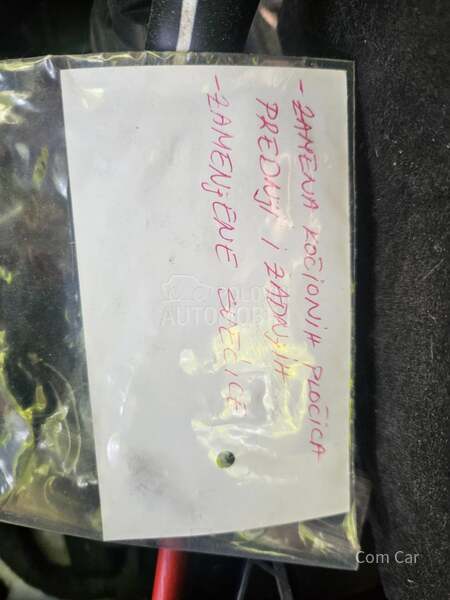 -ZAMENA KOČIONIH PLOČICA
PREDNJI I ZADNJIH
-ZAMENJENE SVEĆICE
AUTOMOBILI
Com Car